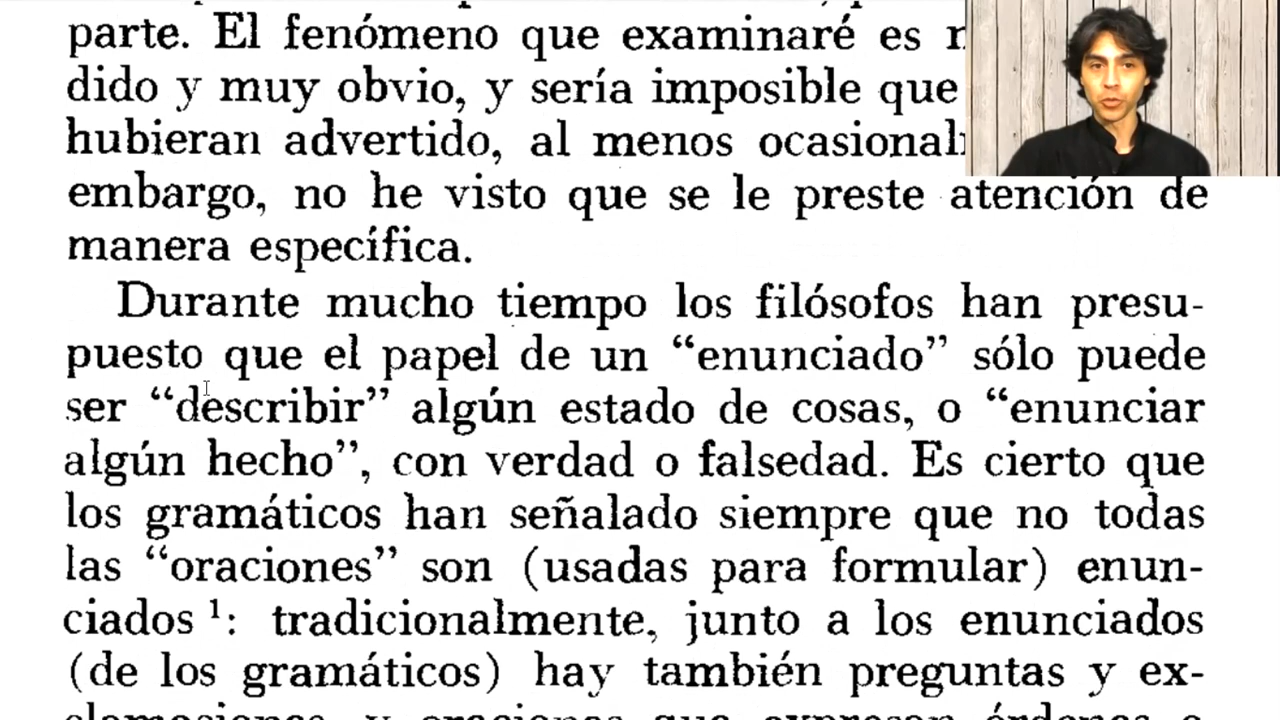 parte. El fenómeno que examinaré es
dido y muy obvio, y sería imposible que
hubieran advertido, al menos ocasional
embargo, no he visto que se le preste atención de
manera específica.
Durante mucho tiempo los filósofos han presu-
puesto que el papel de un “enunciado” sólo puede
ser “describir” algún estado de cosas, o “enunciar
algún hecho”, con verdad o falsedad. Es cierto que
los gramáticos han señalado siempre que no todas
las “oraciones” son (usadas para formular) enun-
ciados ¹: tradicionalmente, junto a los enunciados
(de los gramáticos) hay también preguntas y ex-